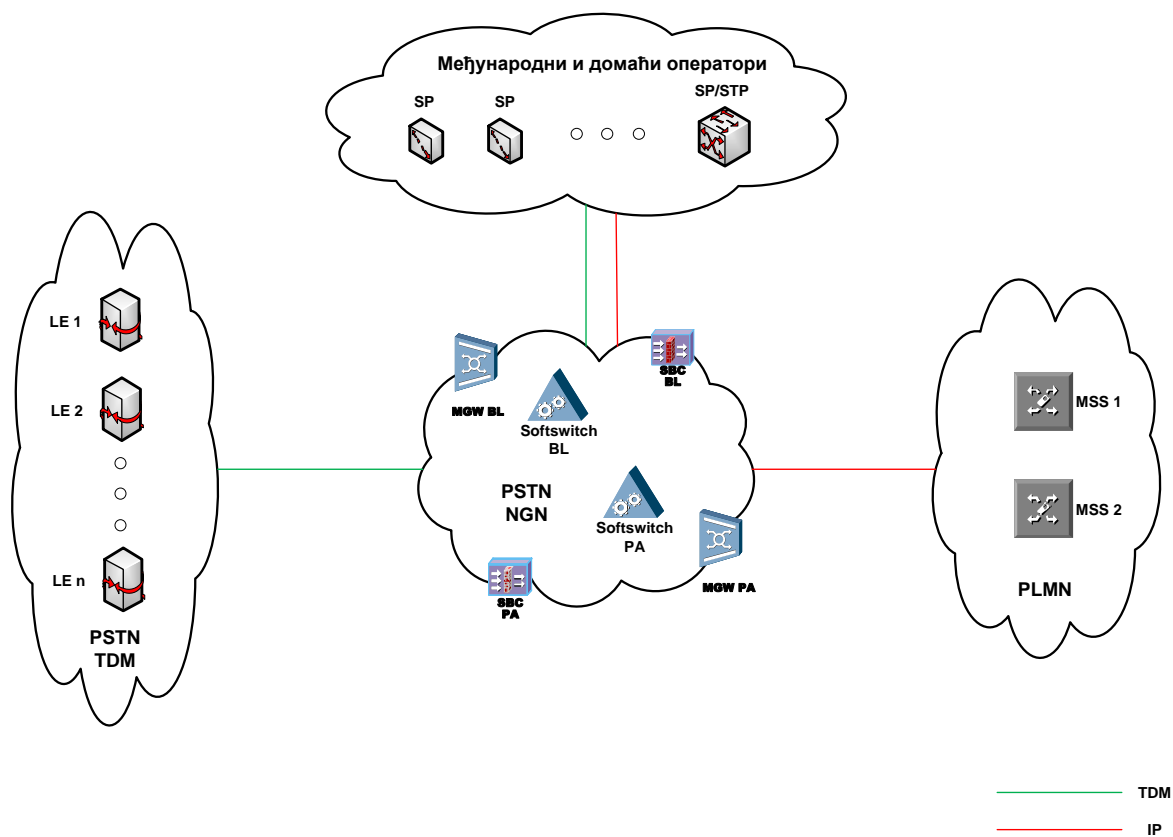 Међународни и домаћи оператори
SP
SP
SP/STP
LE 1
LE 2
LE n
PSTN
TDM
MGW BL
SBC
BL
Softswitch
BL
PSTN
NGN
Softswitch
PA
SBC
PA
MGW PA
MSS 1
MSS 2
PLMN
TDM
IP